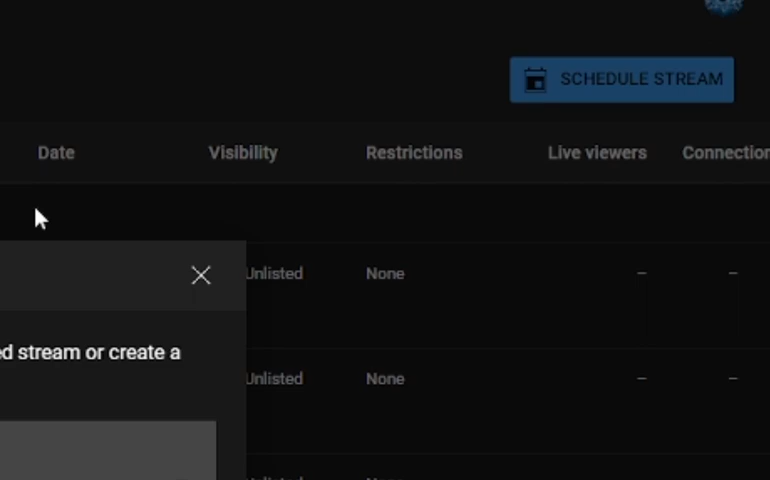 SCHEDULE STREAM
Date Visibility Restrictions Live viewers Connection
Unlisted None – –
ed stream or create a
Unlisted None – –